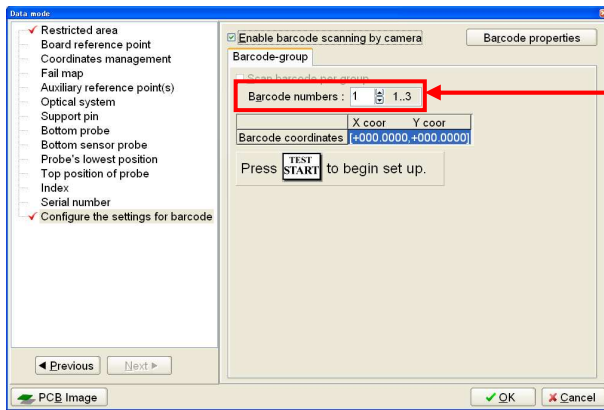 Data mode
Restricted area
Board reference point
Coordinates management
Fail map
Auxiliary reference point(s)
Optical system
Support pin
Bottom probe
Bottom sensor probe
Probe's lowest position
Top position of probe
Index
Serial number
Configure the settings for barcode
Previous Next
PCB Image
Enable barcode scanning by camera Barcode properties
Barcode-group
Scan barcode per group
Barcode numbers : 1 1..3
X coor Y coor
Barcode coordinates [+000.0000,+000.0000]
Press TEST START to begin set up.
OK Cancel